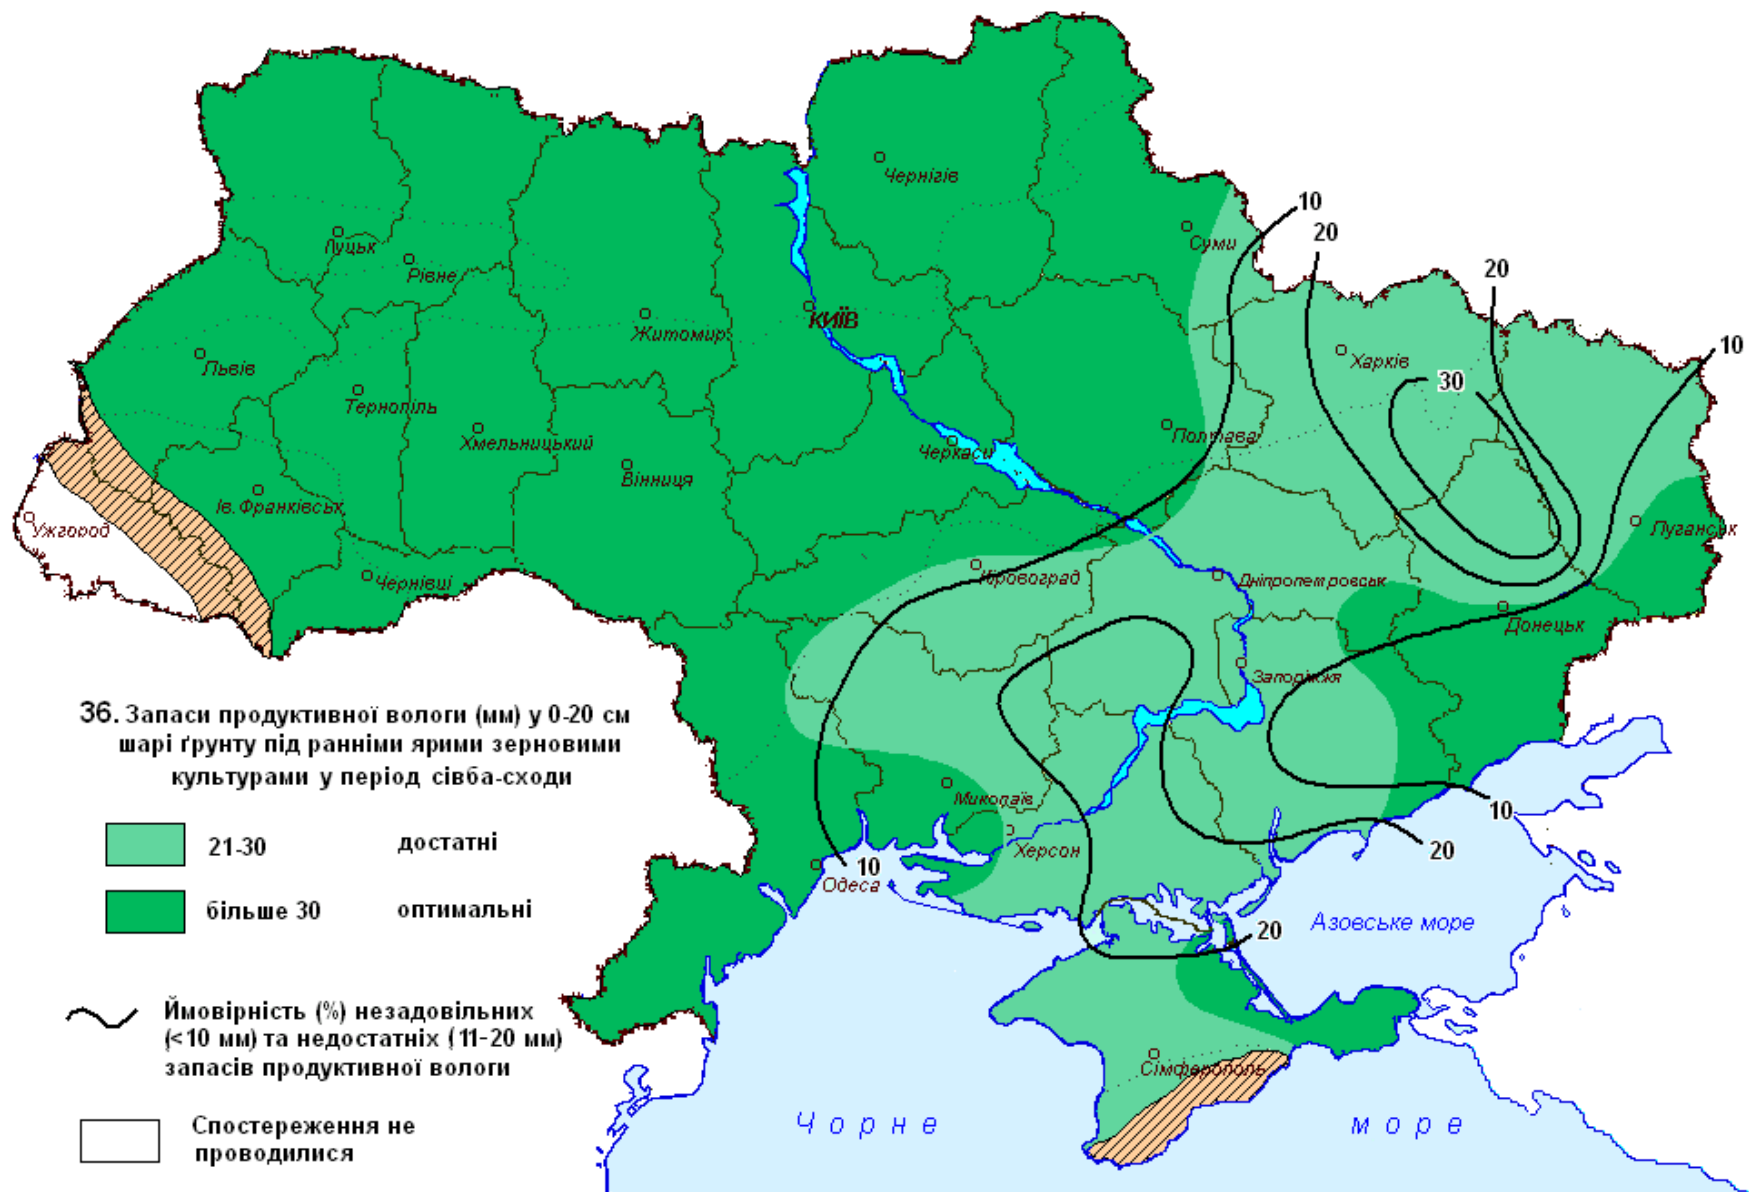 10
20
Чернігів
Суми
20
Луцьк
Рівне
КИЇВ
Житомир
10
Харків
Львів
30
Тернопіль
Полтава
Хмельницький
Черкаси
Вінниця
Ів. Франківськ
Ужгород
Луганськ
Чернівці
Кіровоград
Дніпропетровськ
Донецьк
Запоріжжя
36. Запаси продуктивної вологи (мм) у 0-20 см
шарі ґрунту під ранніми ярими зерновими
культурами у період сівба-сходи
Миколаїв
10
21-30 достатні
Херсон
20
10
Одеса
більше 30 оптимальні
Азовське море
20
Ймовірність (%) незадовільних
(<10 мм) та недостатніх (11-20 мм)
запасів продуктивної вологи
Сімферополь
Чорне море
Спостереження не
проводилися